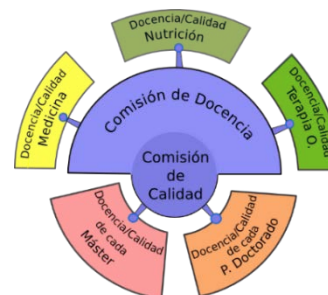 Docencia/Calidad
Nutrición
Docencia/Calidad
Medicina
Docencia/Calidad
Terapia O.
Comisión de Docencia
Comisión
de
Calidad
Docencia/Calidad
de cada
Máster
Docencia/Calidad
de cada
P. Doctorado